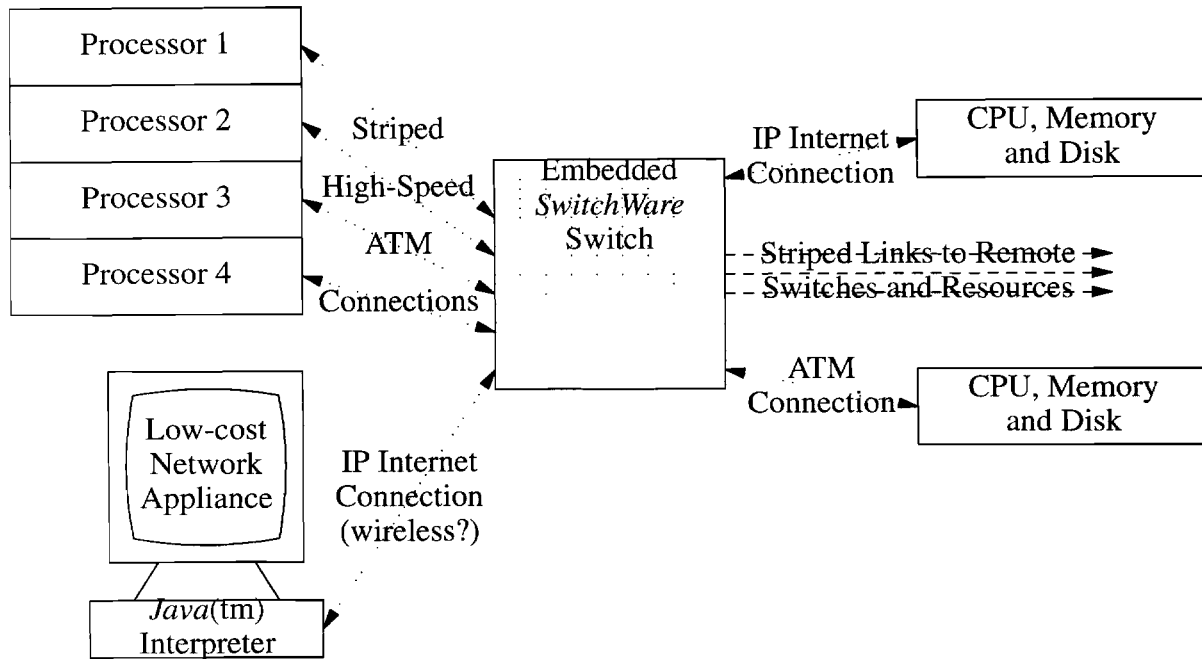 Processor 1
Processor 2
Processor 3
Processor 4
Striped
High-Speed
ATM
Connections
Embedded
SwitchWare
Switch
IP Internet
Connection
CPU, Memory
and Disk
Striped Links to Remote
Switches and Resources
ATM
Connection
CPU, Memory
and Disk
Low-cost
Network
Appliance
IP Internet
Connection
(wireless?)
Java(tm)
Interpreter